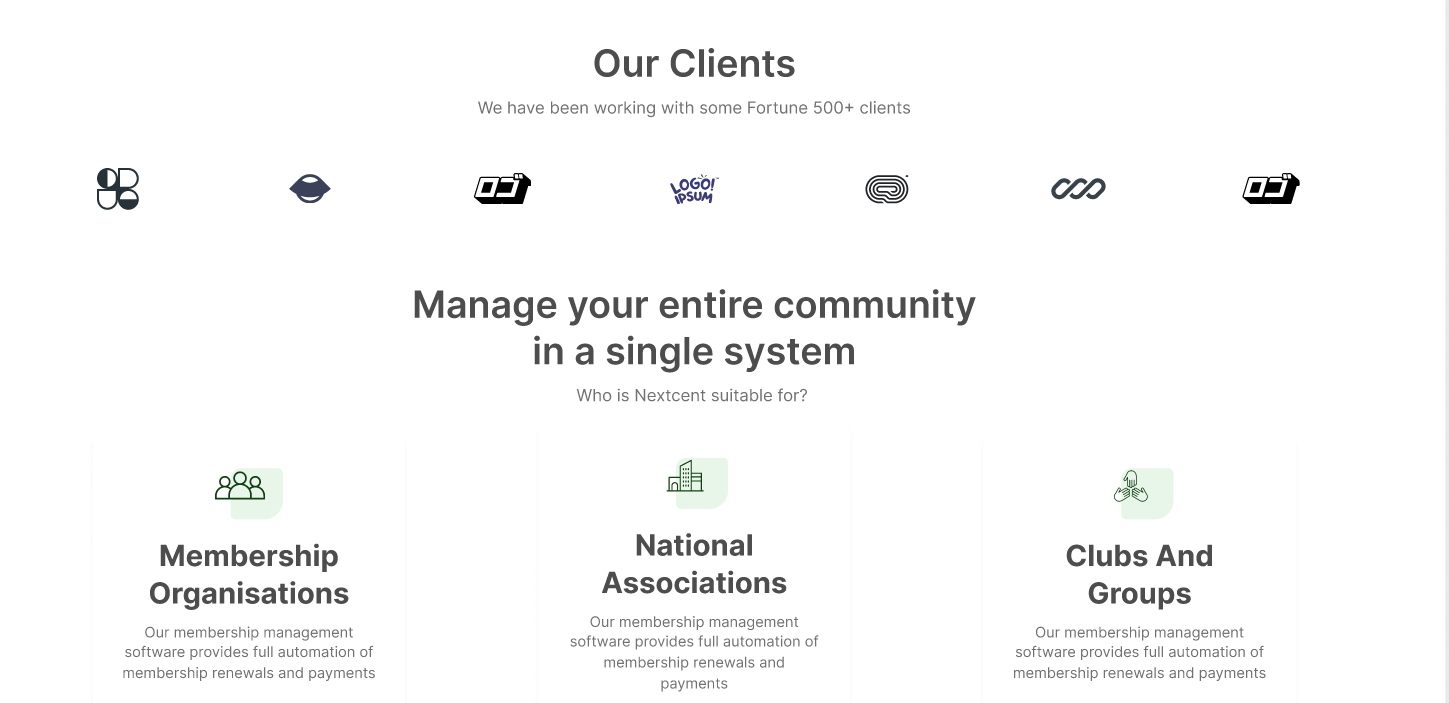 Our Clients
We have been working with some Fortune 500+ clients
LOGO!
IPSUM
Manage your entire community
in a single system
Who is Nextcent suitable for?
Membership
Organisations
Our membership management
software provides full automation of
membership renewals and payments
National
Associations
Our membership management
software provides full automation of
membership renewals and
payments
Clubs And
Groups
Our membership management
software provides full automation of
membership renewals and payments